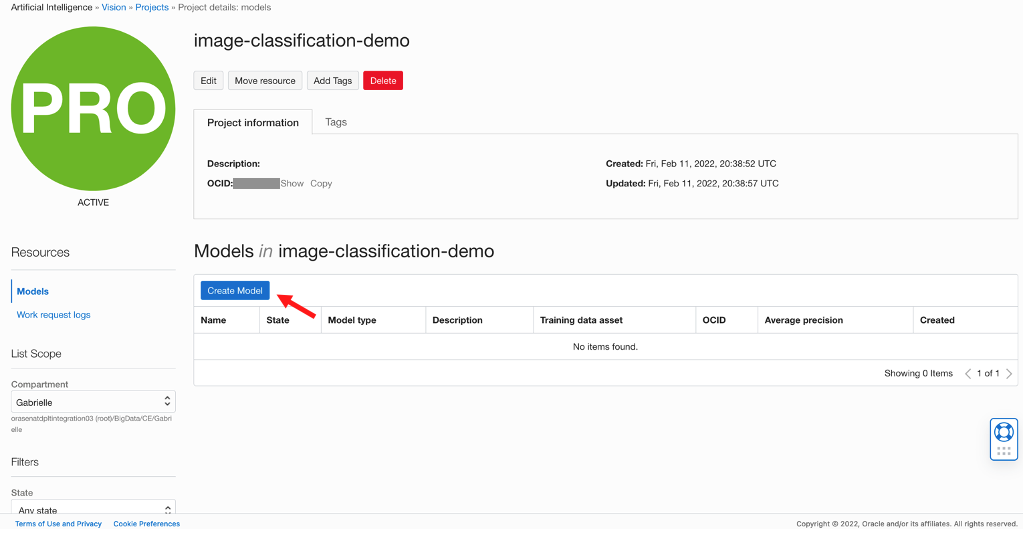 Artificial Intelligence » Vision » Projects » Project details: models
PRO
ACTIVE
image-classification-demo
Edit Move resource Add Tags Delete
Project information Tags
Description:
OCID: Show Copy
Created: Fri, Feb 11, 2022, 20:38:52 UTC
Updated: Fri, Feb 11, 2022, 20:38:57 UTC
Resources
Models
Work request logs
List Scope
Compartment
Gabrielle
orasenatdpltintegration03 (root)/BigData/CE/Gabri
elle
Filters
State
Any state
Models in image-classification-demo
Create Model
Name State Model type Description Training data asset OCID Average precision Created
No items found.
Showing 0 Items < 1 of 1 >
Terms of Use and Privacy Cookie Preferences
Copyright © 2022, Oracle and/or its affiliates. All rights reserved.